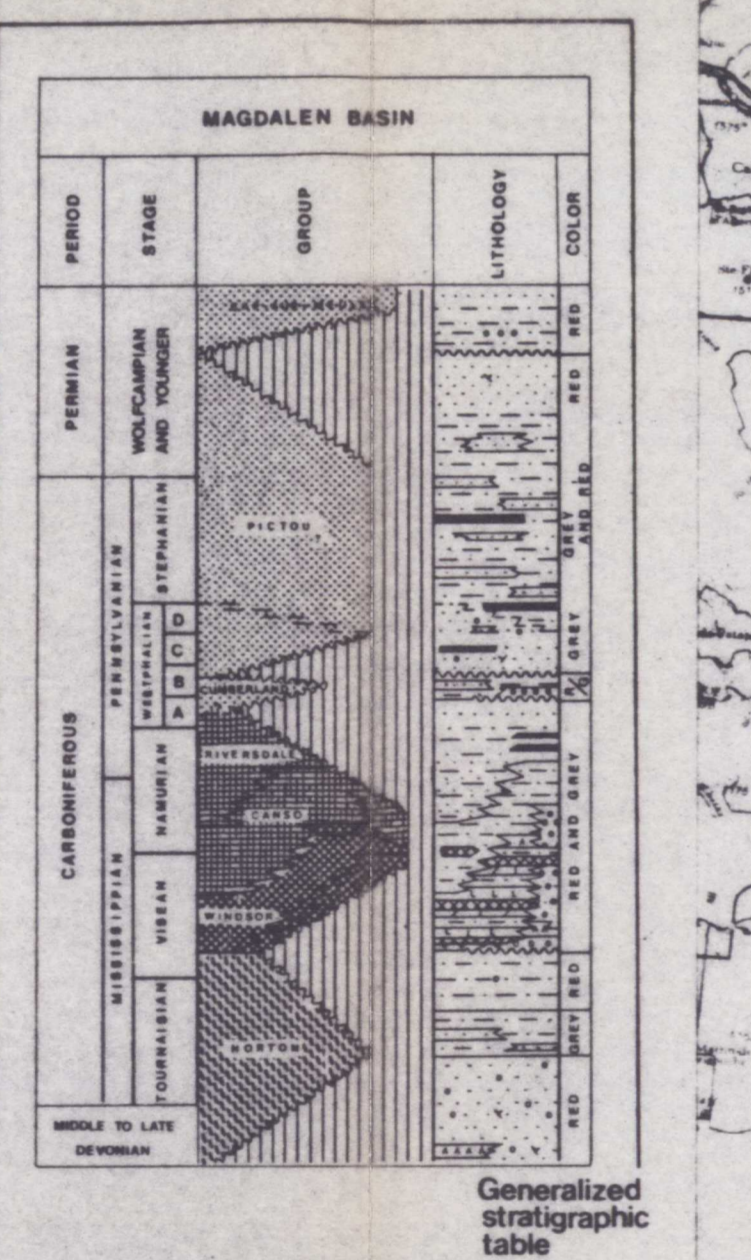 MAGDALEN BASIN
PERIOD
STAGE
GROUP
LITHOLOGY
COLOR
PERMIAN
WOLFCAMPIAN
AND YOUNGER
CARBONIFEROUS
PENNSYLVANIAN
MISSISSIPPIAN
STEPHANIAN
WESTPHALIAN
D
C
B
A
NAMURIAN
VISEAN
TOURNAISIAN
MIDDLE TO LATE
DEVONIAN
PICTOU
CUMBERLAND
RIVERSDALE
CANSO
WINDSOR
HORTON
RED
RED
GREY
AND RED
GREY
R/G
RED AND GREY
RED
GREY
RED
Generalized
stratigraphic
table